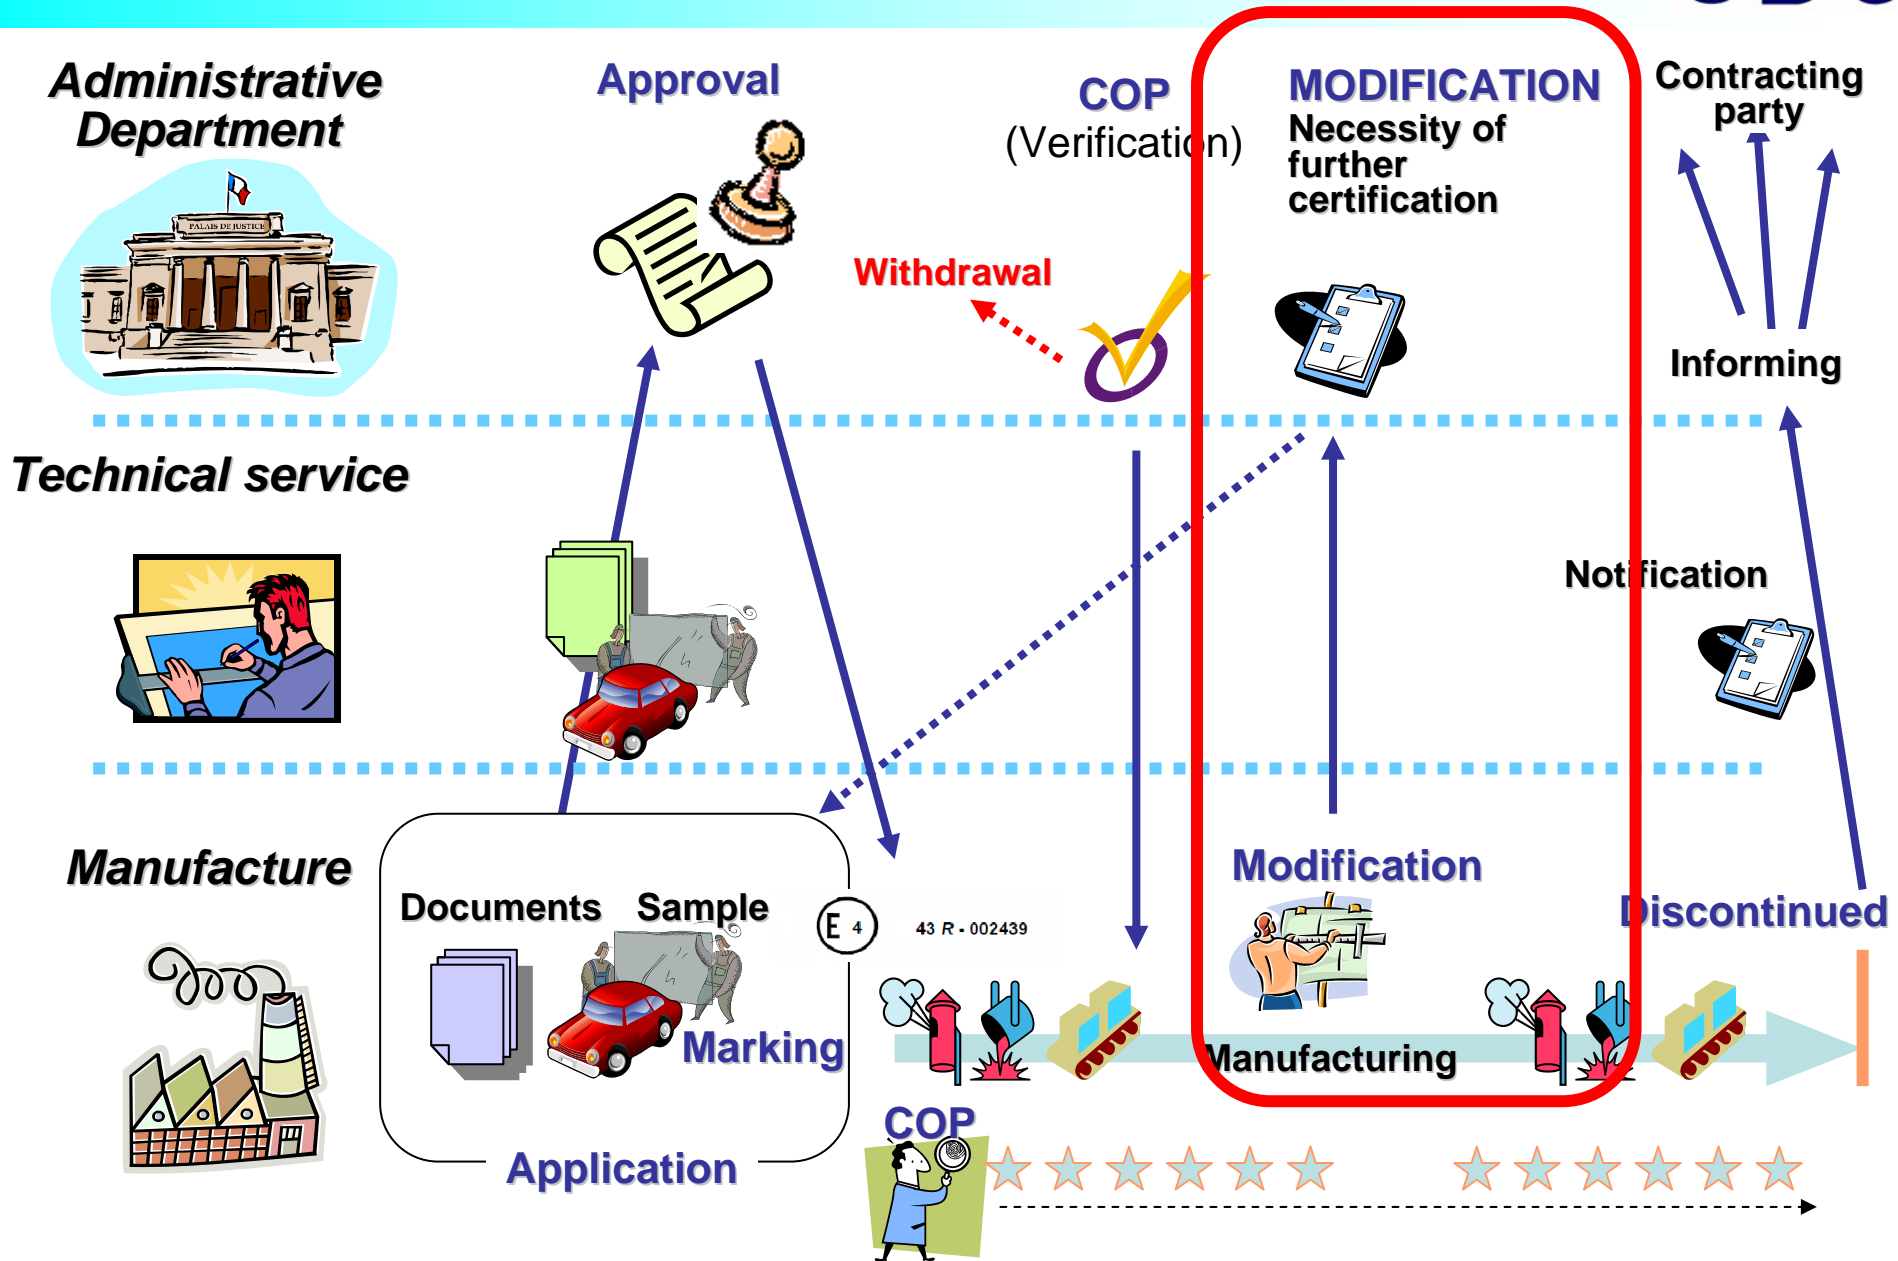 Administrative
Department
Approval
COP
(Verification)
MODIFICATION
Necessity of
further
certification
Contracting
party
PALAIS DE JUSTICE
Withdrawal
Informing
Technical service
Notification
Manufacture
Documents
Sample
E 4
43 R - 002439
Modification
Discontinued
Marking
Manufacturing
COP
Application